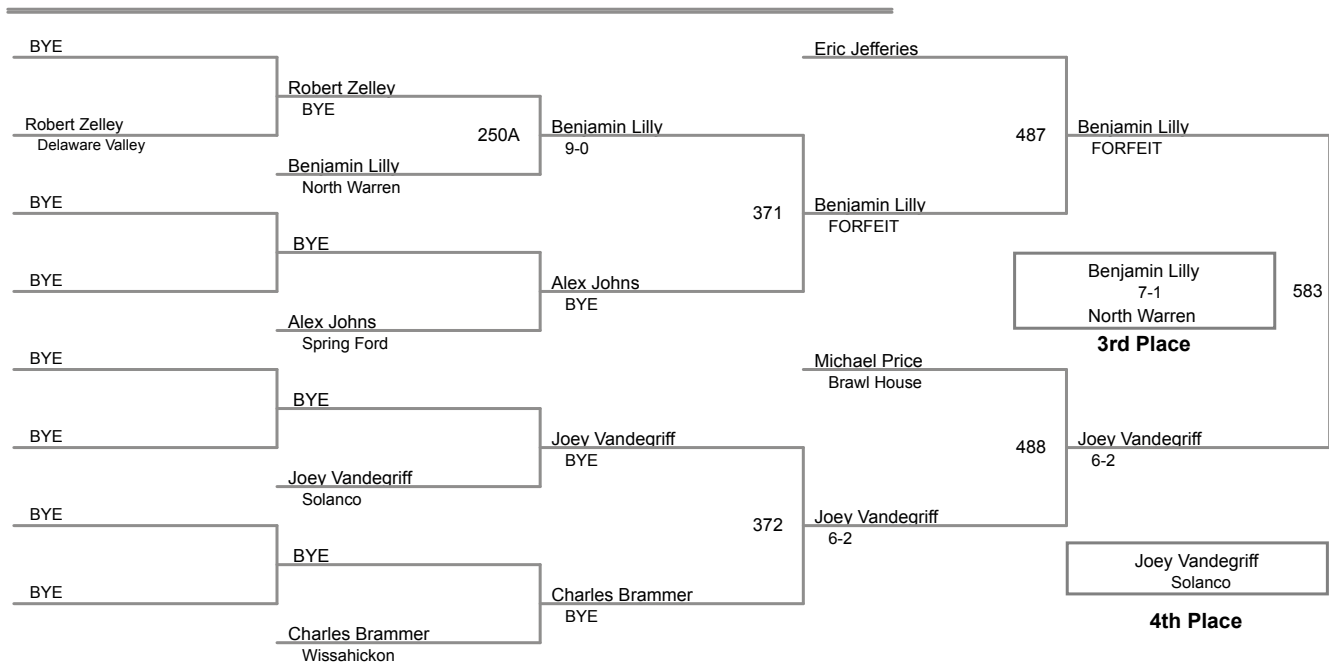 BYE
Eric Jefferies
Robert Zelley
BYE
Robert Zelley
Delaware Valley
250A
Benjamin Lilly
9-0
487
Benjamin Lilly
FORFEIT
Benjamin Lilly
North Warren
BYE
371
Benjamin Lilly
FORFEIT
BYE
BYE
Alex Johns
BYE
Benjamin Lilly
7-1
North Warren
583
3rd Place
Alex Johns
Spring Ford
BYE
Michael Price
Brawl House
BYE
BYE
Joey Vandegriff
BYE
488
Joey Vandegriff
6-2
Joey Vandegriff
Solanco
BYE
372
Joey Vandegriff
6-2
BYE
BYE
Charles Brammer
BYE
Joey Vandegriff
Solanco
4th Place
Charles Brammer
Wissahickon